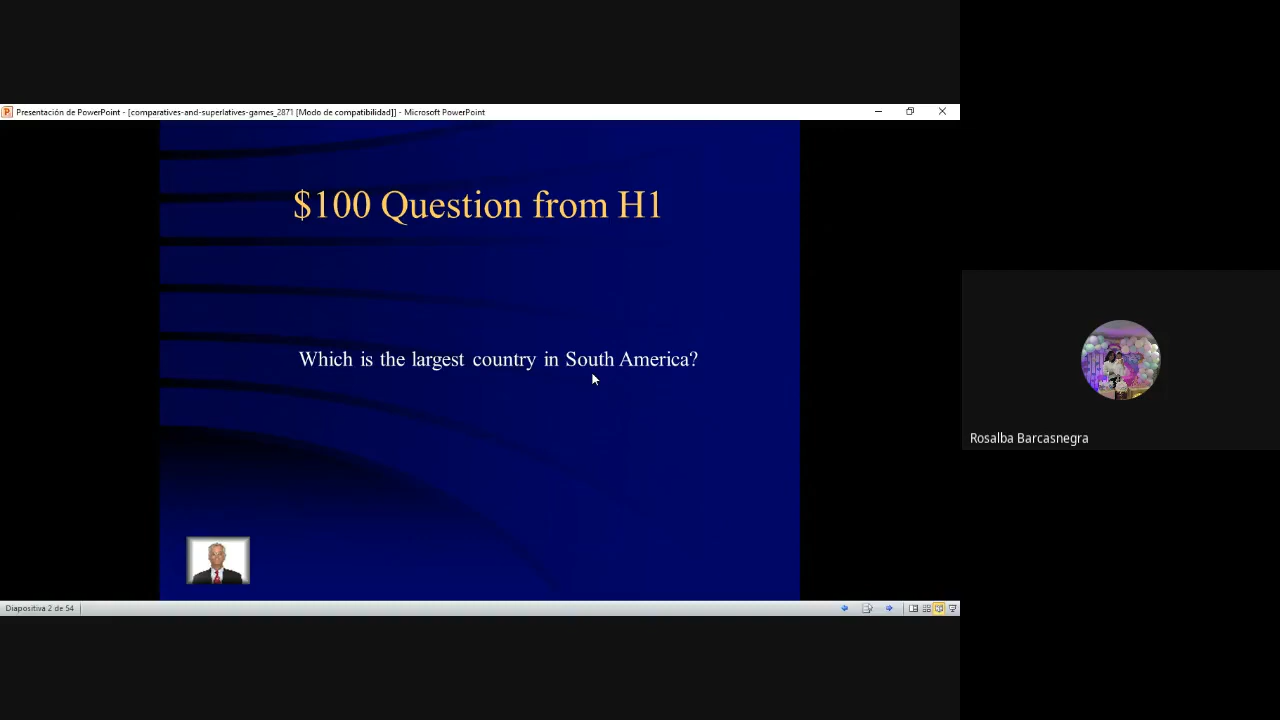 Presentación de PowerPoint - [comparatives-and-superlatives-games_2871 [Modo de compatibilidad]] - Microsoft PowerPoint
$100 Question from H1
Which is the largest country in South America?
Rosalba Barcasnegra
Diapositiva 2 de 54